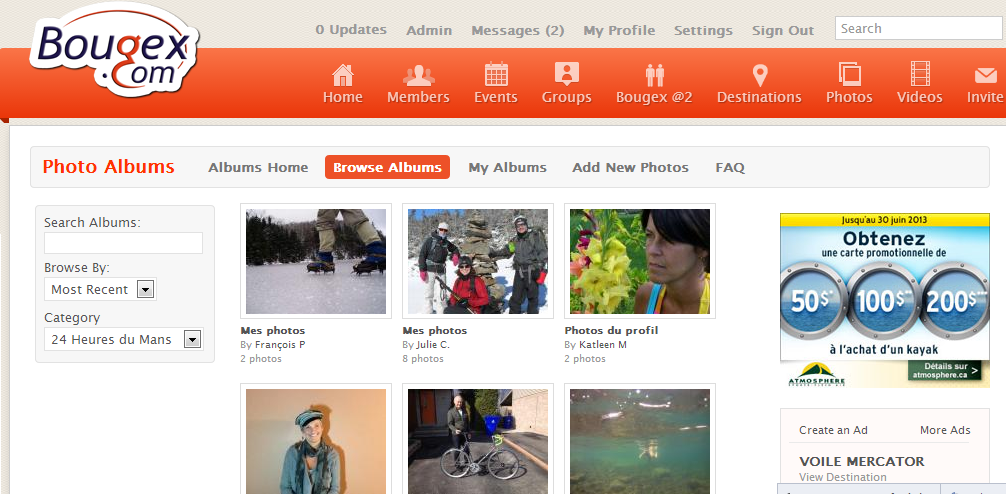 Bougex
.com
0 Updates Admin Messages (2) My Profile Settings Sign Out Search
Home Members Events Groups Bougex @2 Destinations Photos Videos Invite
Photo Albums Albums Home Browse Albums My Albums Add New Photos FAQ
Search Albums:
Browse By:
Most Recent
Category
24 Heures du Mans
Mes photos
By François P
2 photos
Mes photos
By Julie C.
8 photos
Photos du profil
By Katleen M
2 photos
Jusqu'au 30 juin 2013
Obtenez
une carte promotionnelle de
50$* 100$** 200$***
à l'achat d'un kayak
ATMOSPHERE
Détails sur
atmosphere.ca >
Create an Ad More Ads
VOILE MERCATOR
View Destination